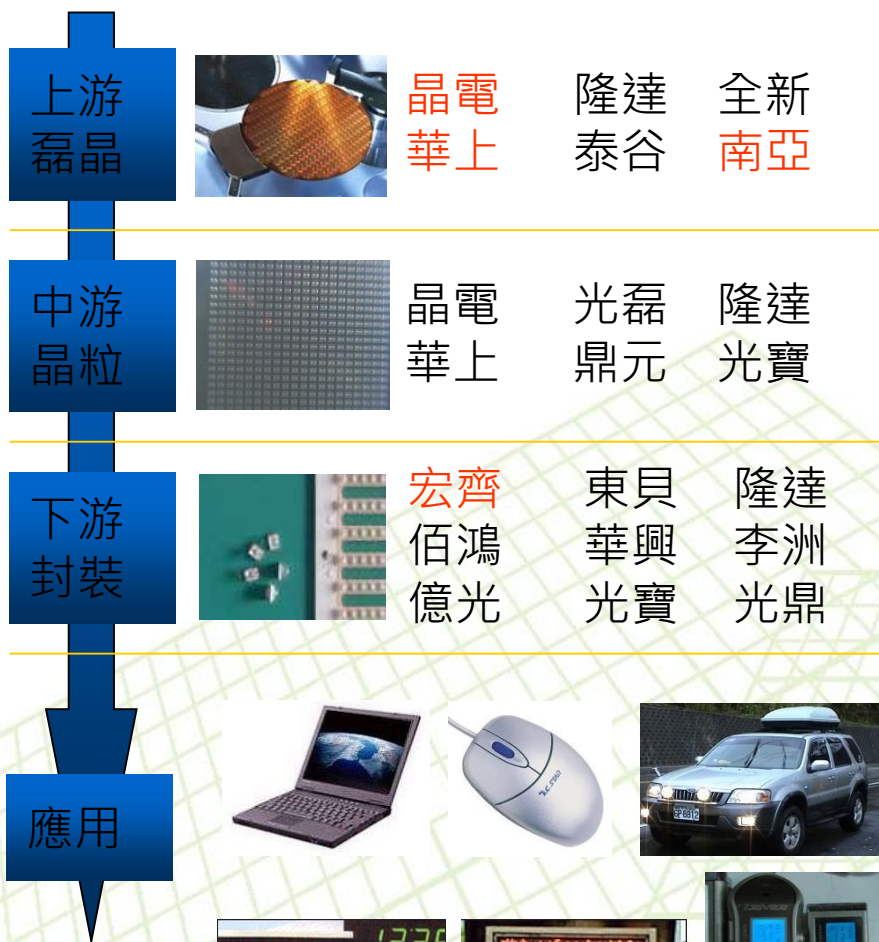 上游
磊晶
晶電 隆達 全新
華上 泰谷 南亞
中游
晶粒
晶電 光磊 隆達
華上 鼎元 光寶
下游
封裝
宏齊 東貝 隆達
佰鴻 華興 李洲
億光 光寶 光鼎
應用